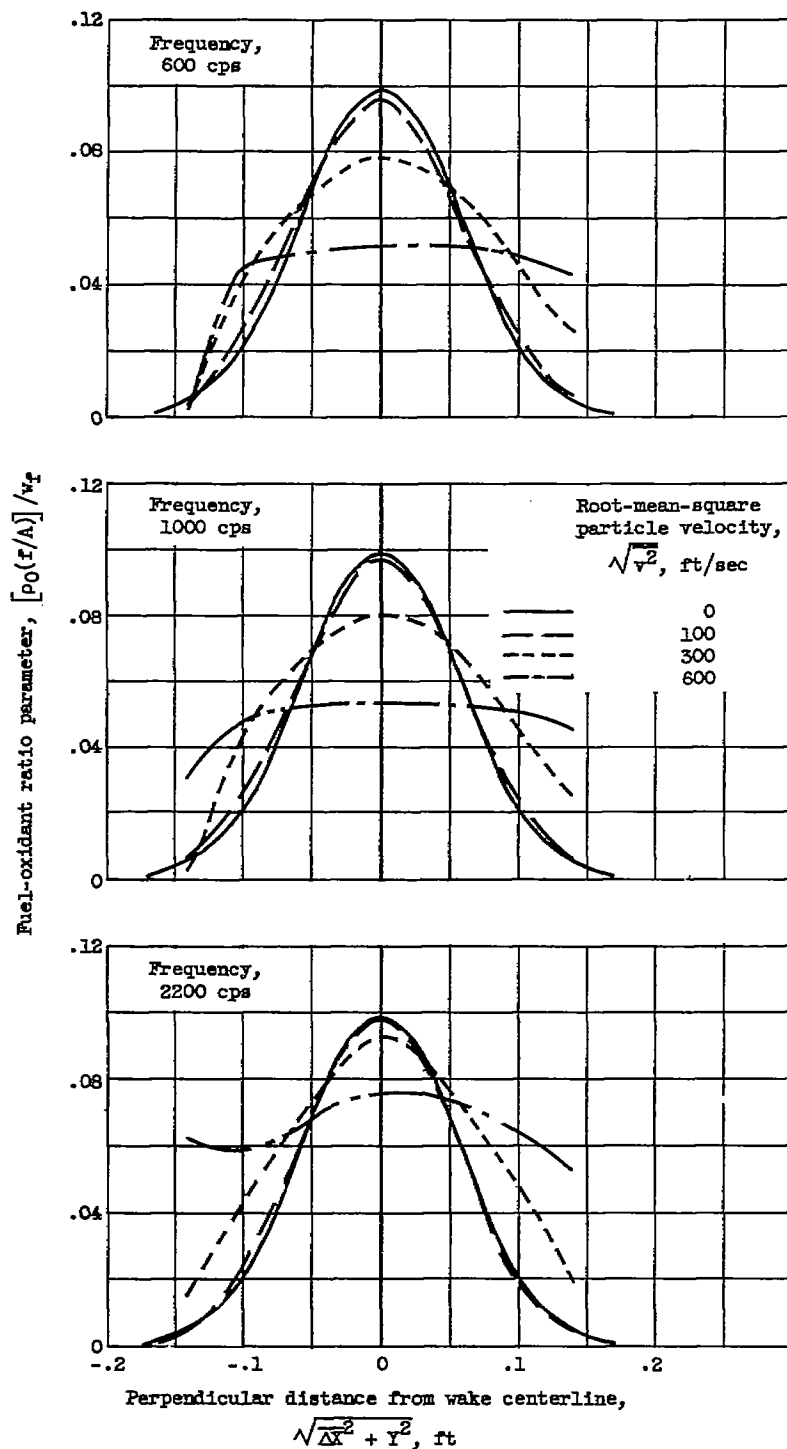 .12
Frequency,
600 cps
.08
.04
0
.12
Frequency,
1000 cps
Root-mean-square
particle velocity,
√v̅², ft/sec
0
100
300
600
.08
.04
0
Fuel-oxidant ratio parameter, [ρ0(f/A)]/wf
.12
Frequency,
2200 cps
.08
.04
0
-.2 -.1 0 .1 .2
Perpendicular distance from wake centerline,
√Δ̅X̅² + Y², ft